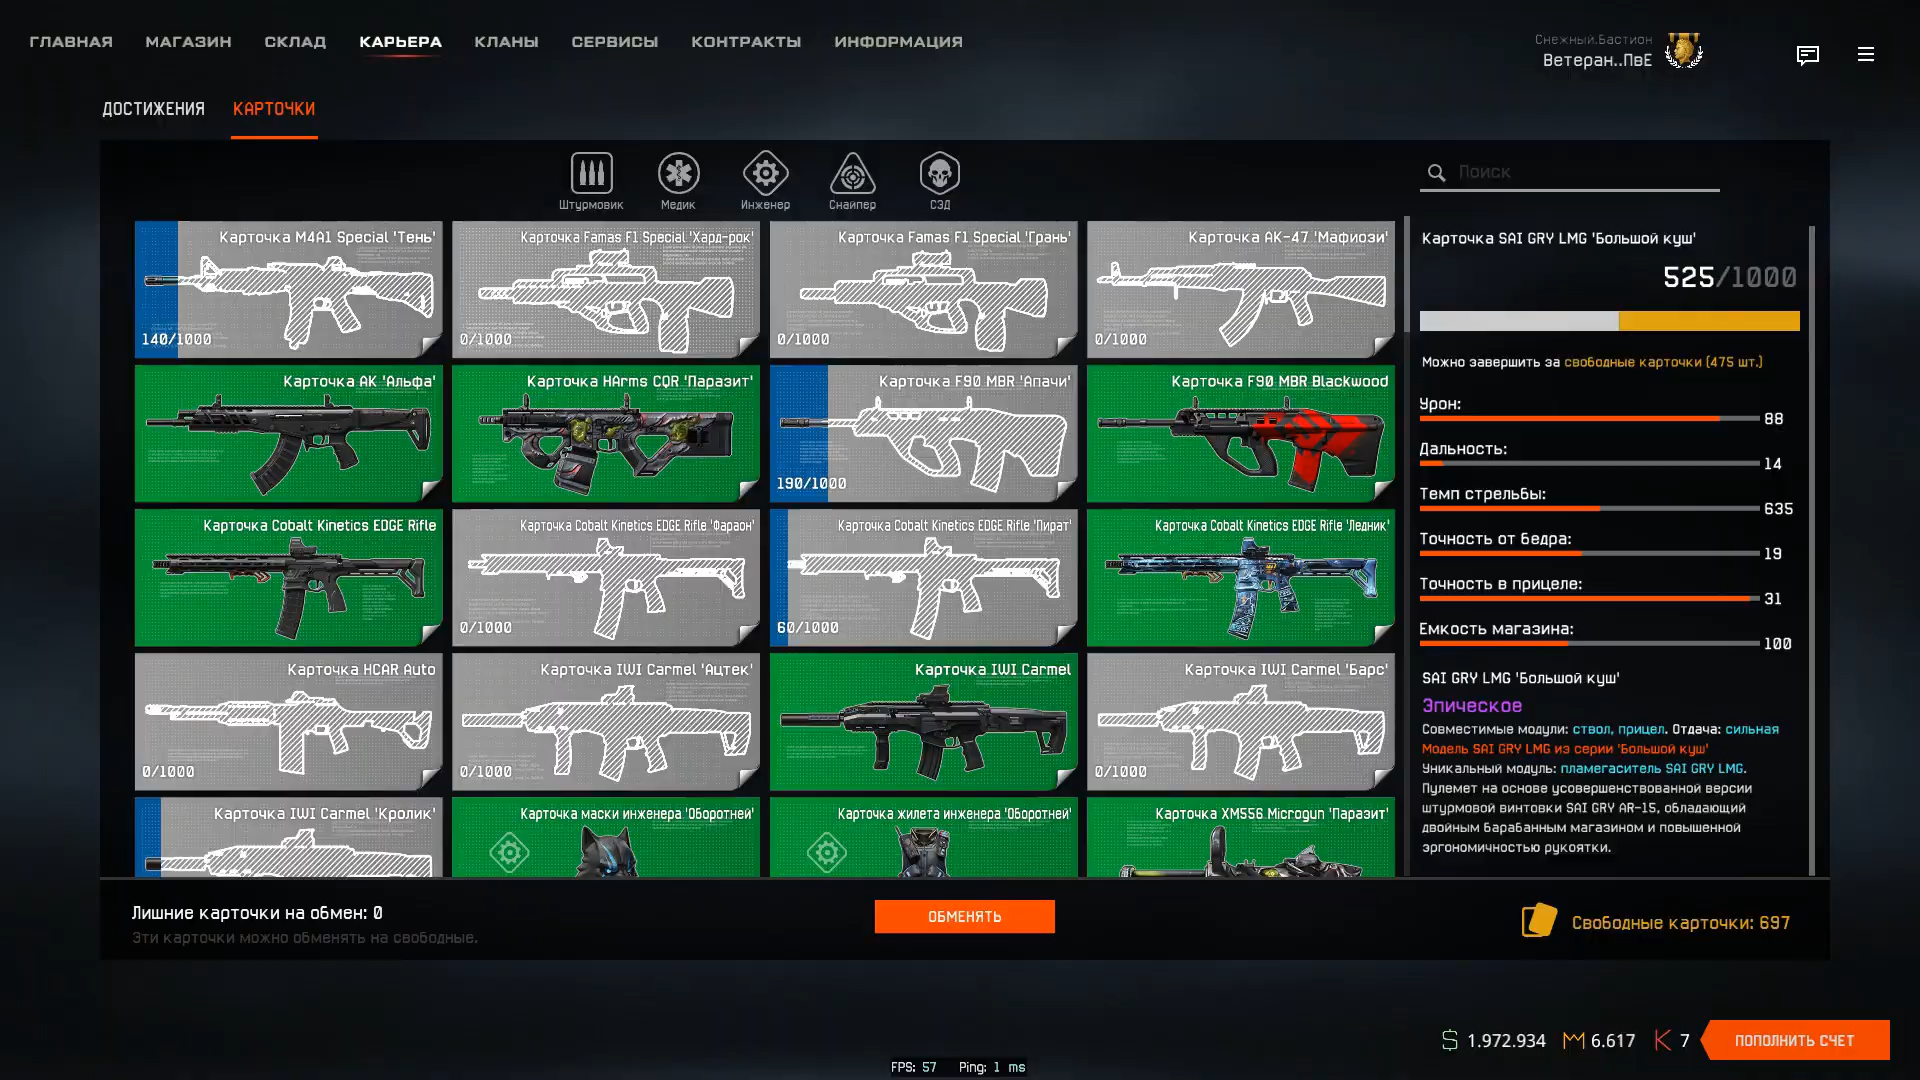 ГЛАВНАЯ МАГАЗИН СКЛАД КАРЬЕРА КЛАНЫ СЕРВИСЫ КОНТРАКТЫ ИНФОРМАЦИЯ
Снежный.Бастион
Ветеран..ПвЕ
ДОСТИЖЕНИЯ КАРТОЧКИ
Штурмовик Медик Инженер Снайпер СЭД
Поиск
Карточка M4A1 Special 'Тень'
140/1000
Карточка Famas F1 Special 'Хард-рок'
0/1000
Карточка Famas F1 Special 'Грань'
0/1000
Карточка АК-47 'Мафиози'
0/1000
Карточка АК 'Альфа'
Карточка HArms CQR 'Паразит'
Карточка F90 MBR 'Апачи'
190/1000
Карточка F90 MBR Blackwood
Карточка Cobalt Kinetics EDGE Rifle
Карточка Cobalt Kinetics EDGE Rifle 'Фараон'
0/1000
Карточка Cobalt Kinetics EDGE Rifle 'Пират'
60/1000
Карточка Cobalt Kinetics EDGE Rifle 'Ледник'
Карточка HCAR Auto
0/1000
Карточка IWI Carmel 'Ацтек'
0/1000
Карточка IWI Carmel
Карточка IWI Carmel 'Барс'
0/1000
Карточка IWI Carmel 'Кролик'
Карточка маски инженера 'Оборотней'
Карточка жилета инженера 'Оборотней'
Карточка XM556 Microgun 'Паразит'
Карточка SAI GRY LMG 'Большой куш'
525/1000
Можно завершить за свободные карточки (475 шт.)
Урон:
88
Дальность:
14
Темп стрельбы:
635
Точность от бедра:
19
Точность в прицеле:
31
Емкость магазина:
100
SAI GRY LMG 'Большой куш'
Эпическое
Совместимые модули: ствол, прицел. Отдача: сильная
Модель SAI GRY LMG из серии 'Большой куш'
Уникальный модуль: пламегаситель SAI GRY LMG.
Пулемет на основе усовершенствованной версии
штурмовой винтовки SAI GRY AR-15, обладающий
двойным барабанным магазином и повышенной
эргономичностью рукоятки.
Лишние карточки на обмен: 0
Эти карточки можно обменять на свободные.
ОБМЕНЯТЬ
Свободные карточки: 697
1.972.934 6.617 7 ПОПОЛНИТЬ СЧЕТ
FPS: 57 Ping: 1 ms